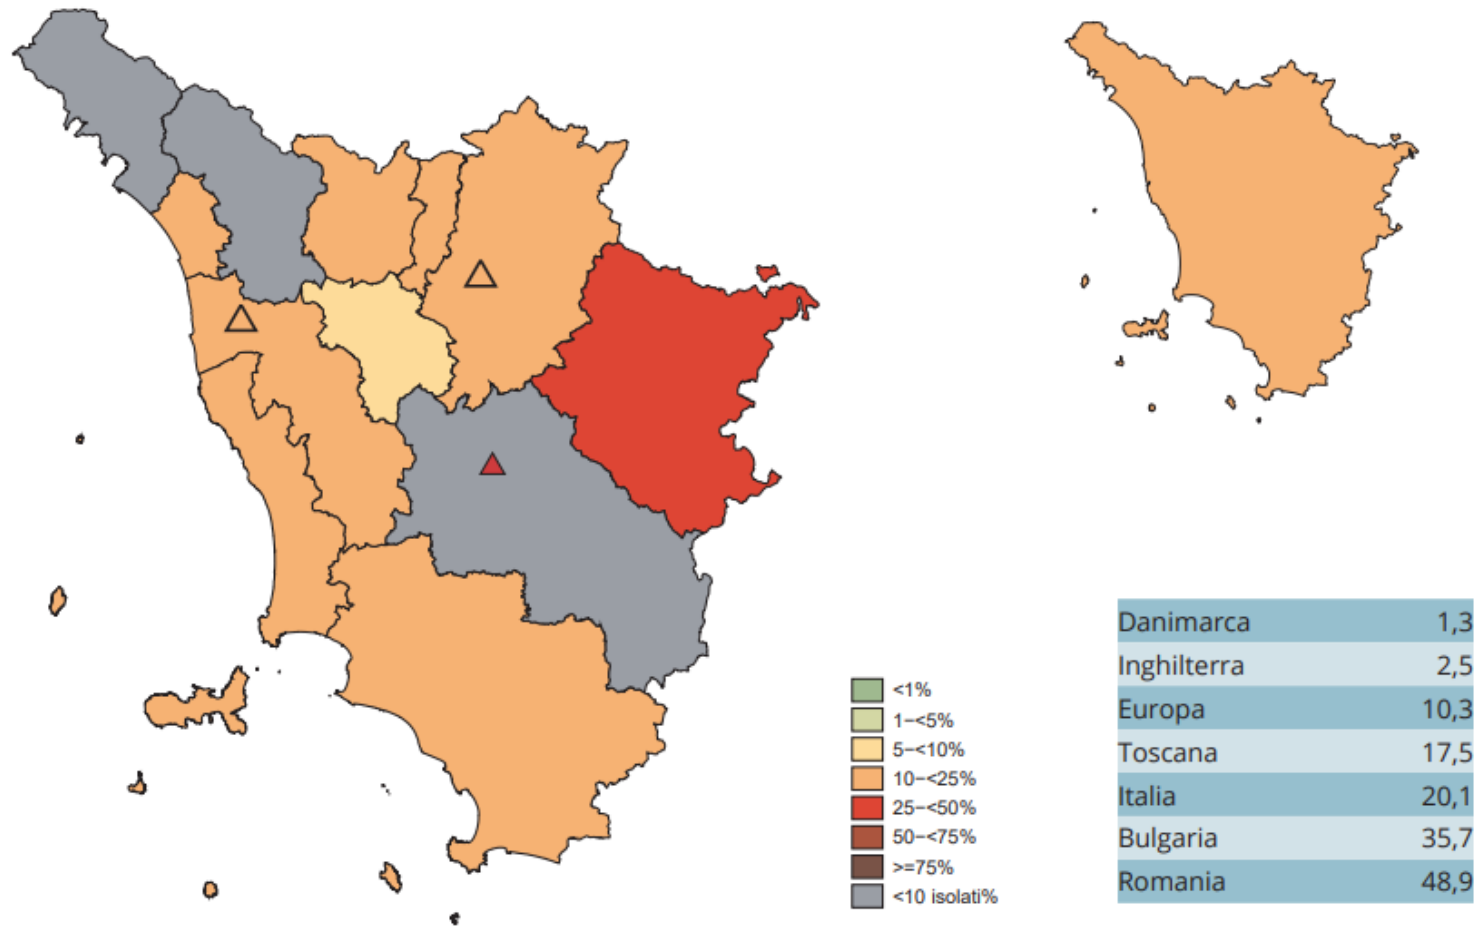 <1%
1–<5%
5–<10%
10–<25%
25–<50%
50–<75%
>=75%
<10 isolati%
Danimarca 1,3
Inghilterra 2,5
Europa 10,3
Toscana 17,5
Italia 20,1
Bulgaria 35,7
Romania 48,9